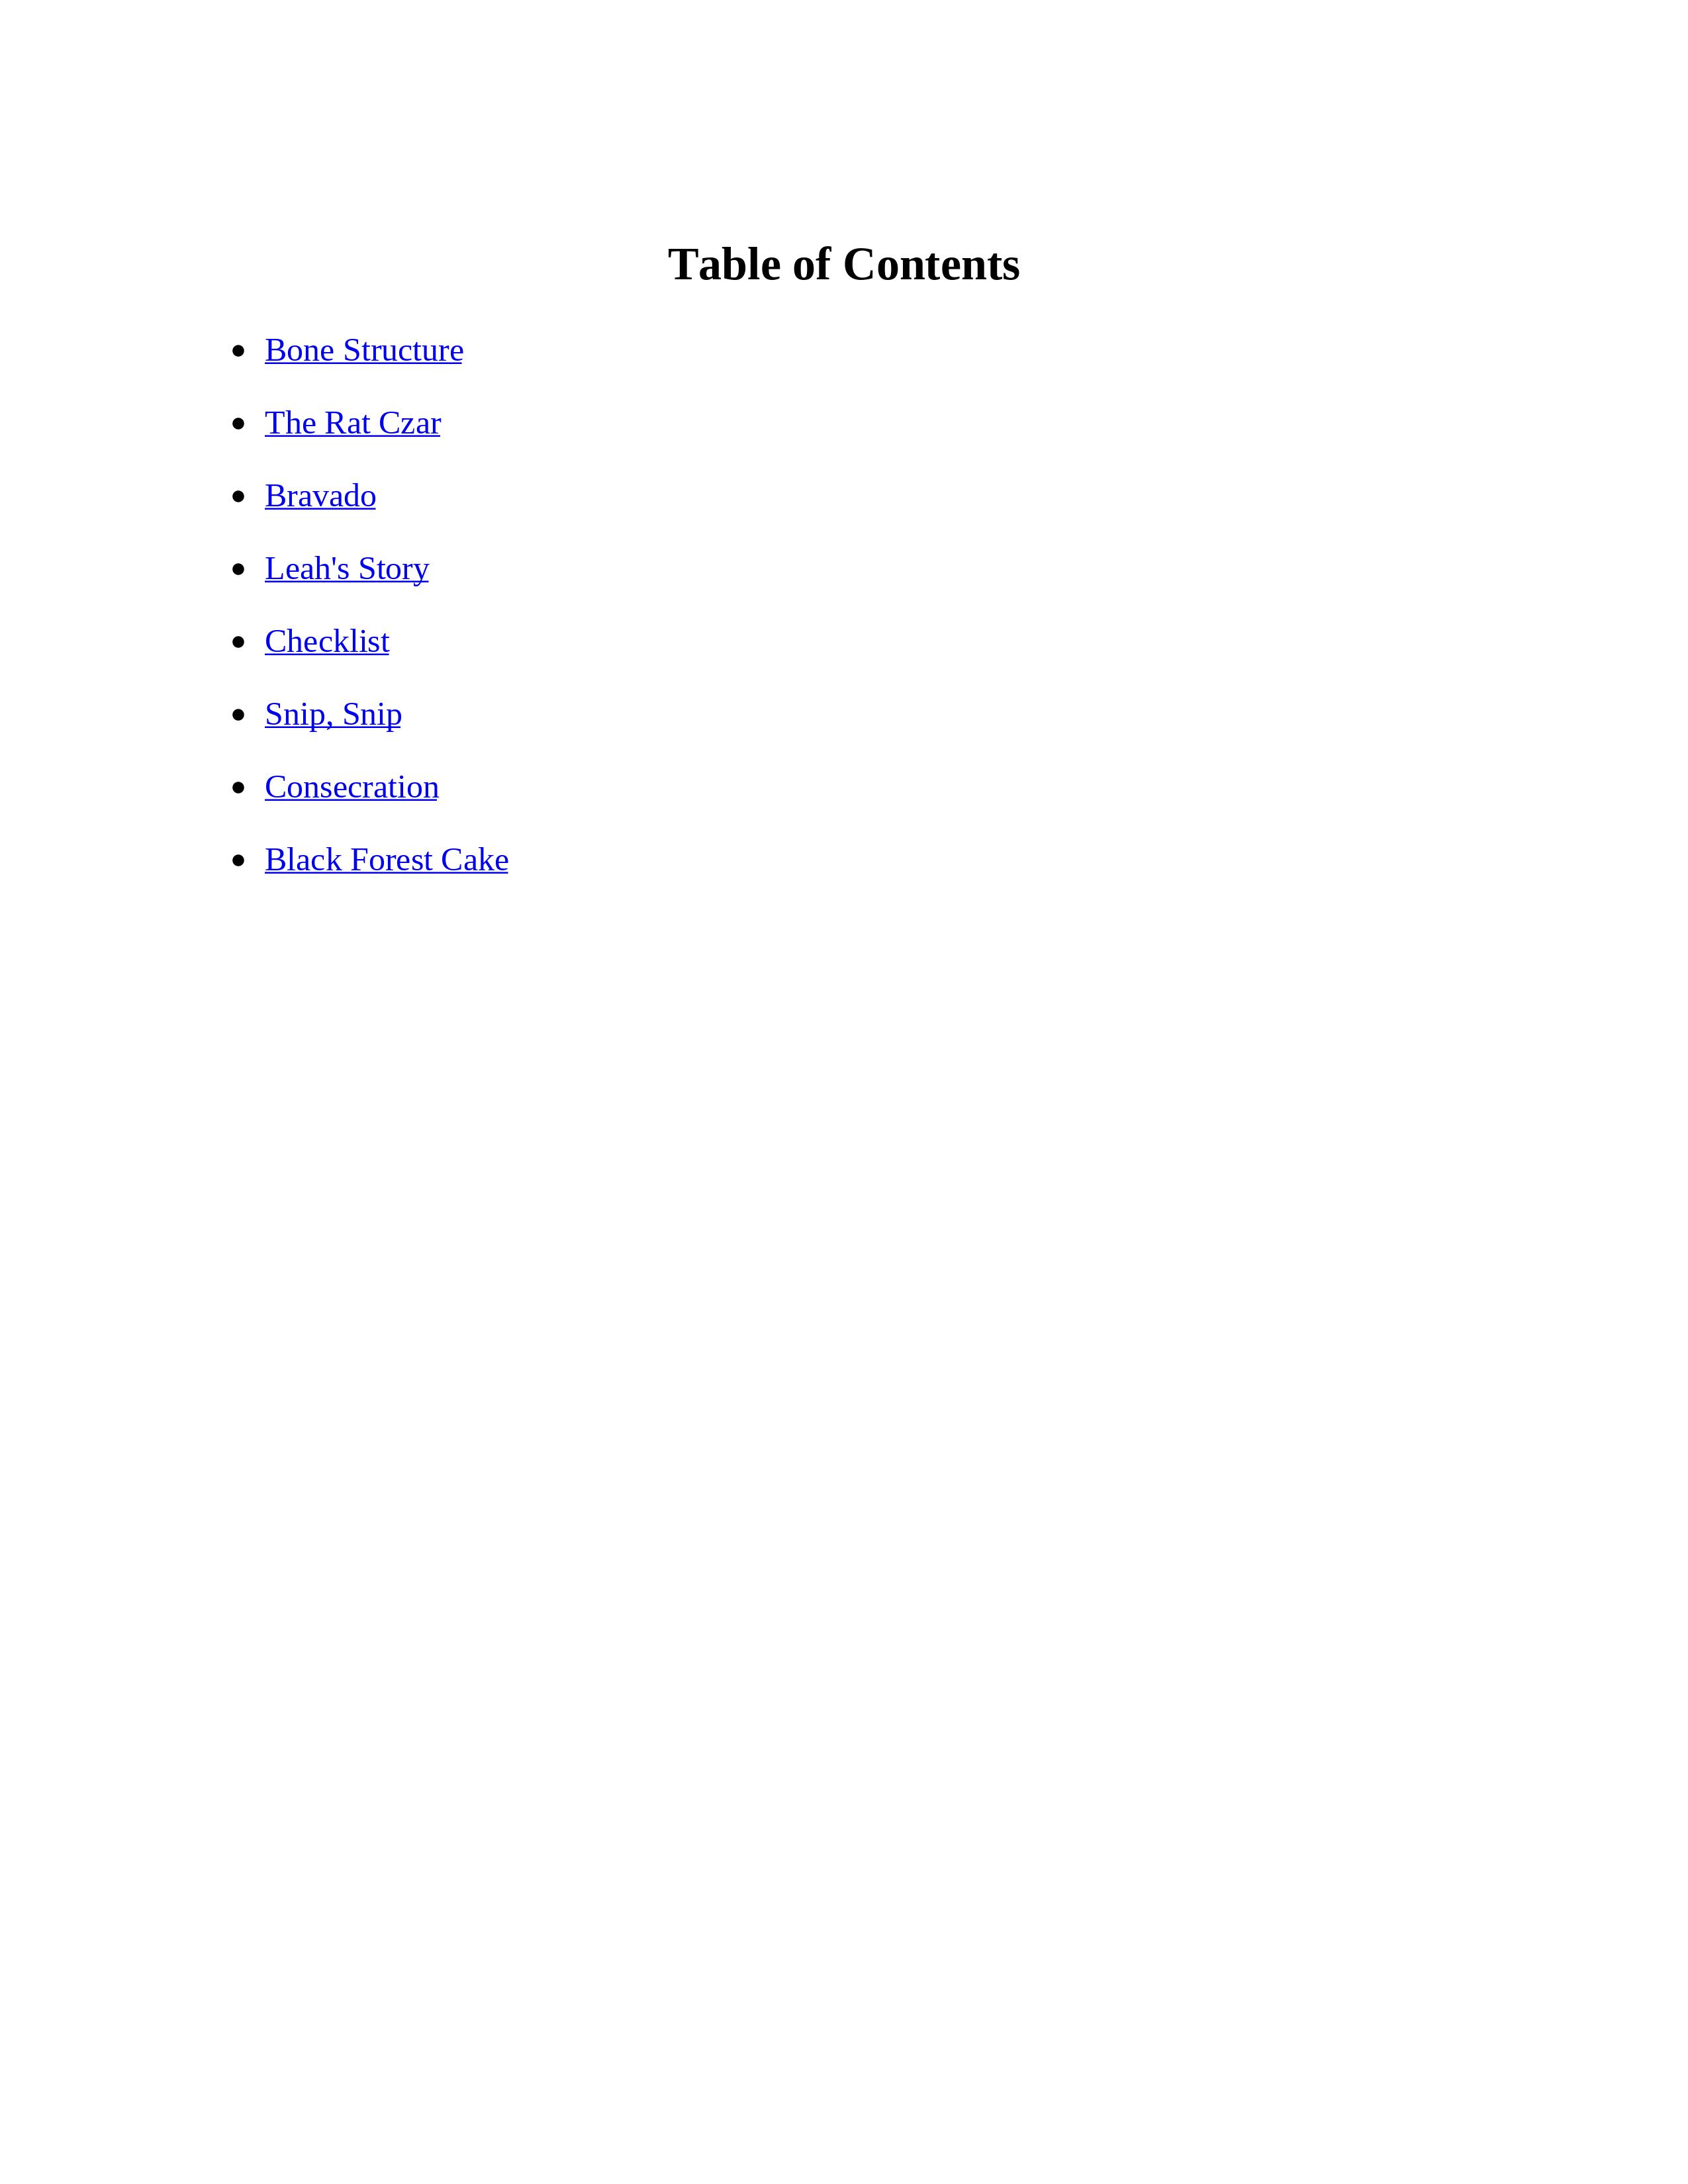 Table of Contents
• Bone Structure
• The Rat Czar
• Bravado
• Leah's Story
• Checklist
• Snip, Snip
• Consecration
• Black Forest Cake